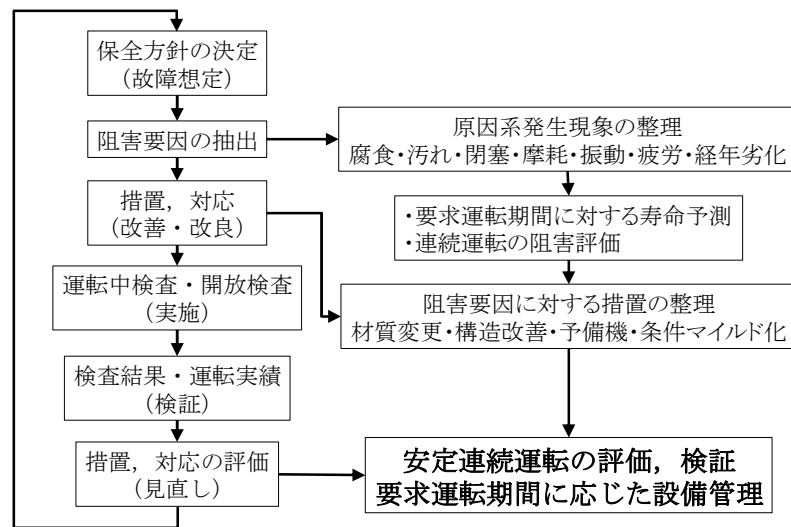 保全方針の決定
（故障想定）
阻害要因の抽出
措置，対応
（改善・改良）
運転中検査・開放検査
（実施）
検査結果・運転実績
（検証）
措置，対応の評価
（見直し）
原因系発生現象の整理
腐食・汚れ・閉塞・摩耗・振動・疲労・経年劣化
・要求運転期間に対する寿命予測
・連続運転の阻害評価
阻害要因に対する措置の整理
材質変更・構造改善・予備機・条件マイルド化
安定連続運転の評価，検証
要求運転期間に応じた設備管理